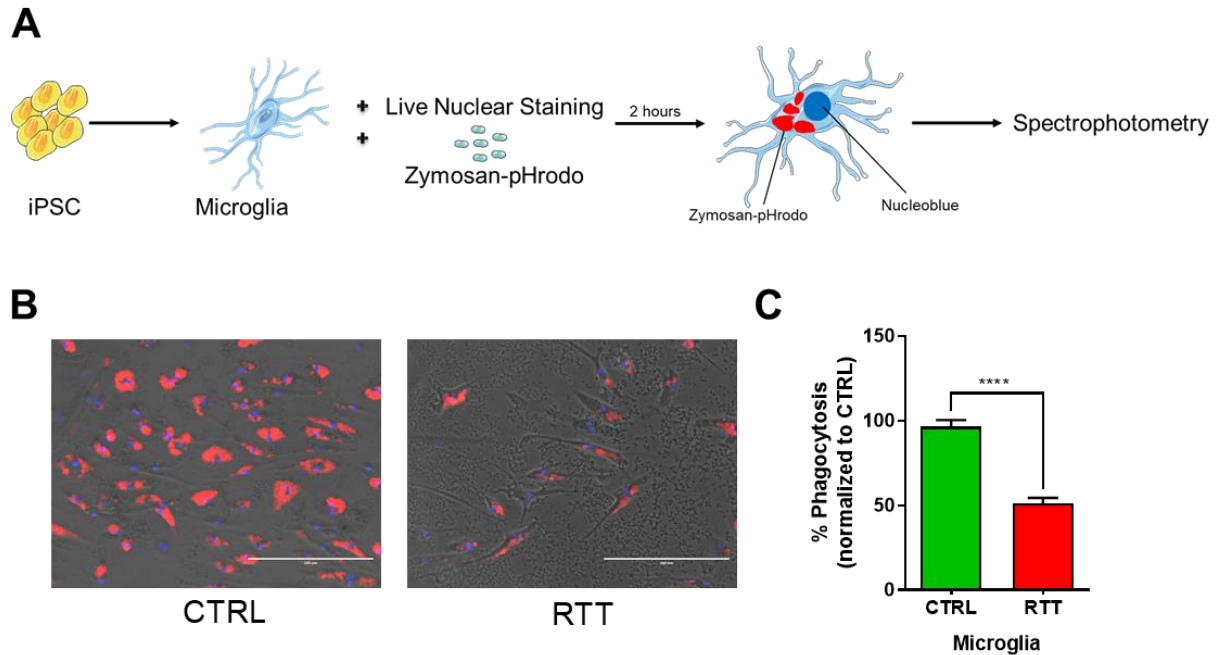 A
iPSC
Microglia
+ Live Nuclear Staining
+
Zymosan-pHrodo
2 hours
Zymosan-pHrodo
Nucleoblue
Spectrophotometry
B
CTRL
RTT
C
% Phagocytosis
(normalized to CTRL)
150
100
50
0
****
CTRL
RTT
Microglia